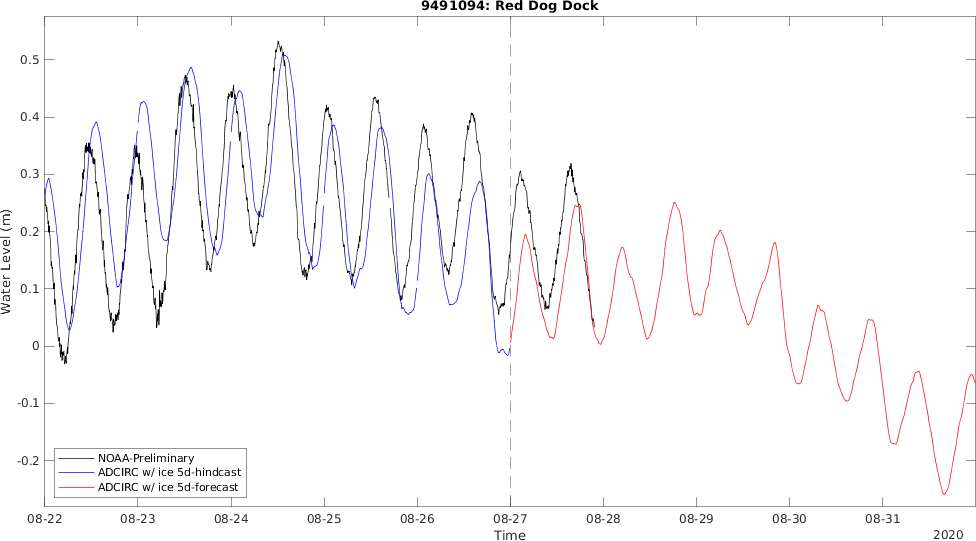 9491094: Red Dog Dock
0.5
0.4
0.3
0.2
0.1
0
-0.1
-0.2
Water Level (m)
NOAA-Preliminary
ADCIRC w/ ice 5d-hindcast
ADCIRC w/ ice 5d-forecast
08-22 08-23 08-24 08-25 08-26 08-27 08-28 08-29 08-30 08-31
Time
2020